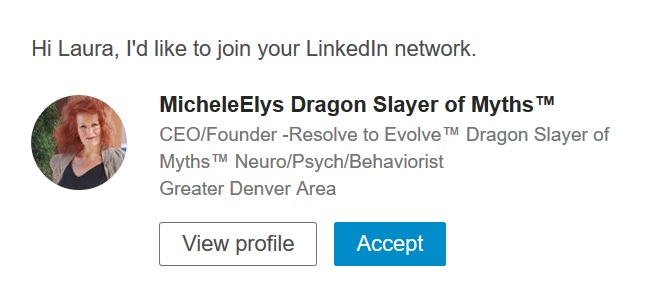 Hi Laura, I'd like to join your LinkedIn network.
MicheleElys Dragon Slayer of Myths™
CEO/Founder -Resolve to Evolve™ Dragon Slayer of
Myths™ Neuro/Psych/Behaviorist
Greater Denver Area
View profile
Accept